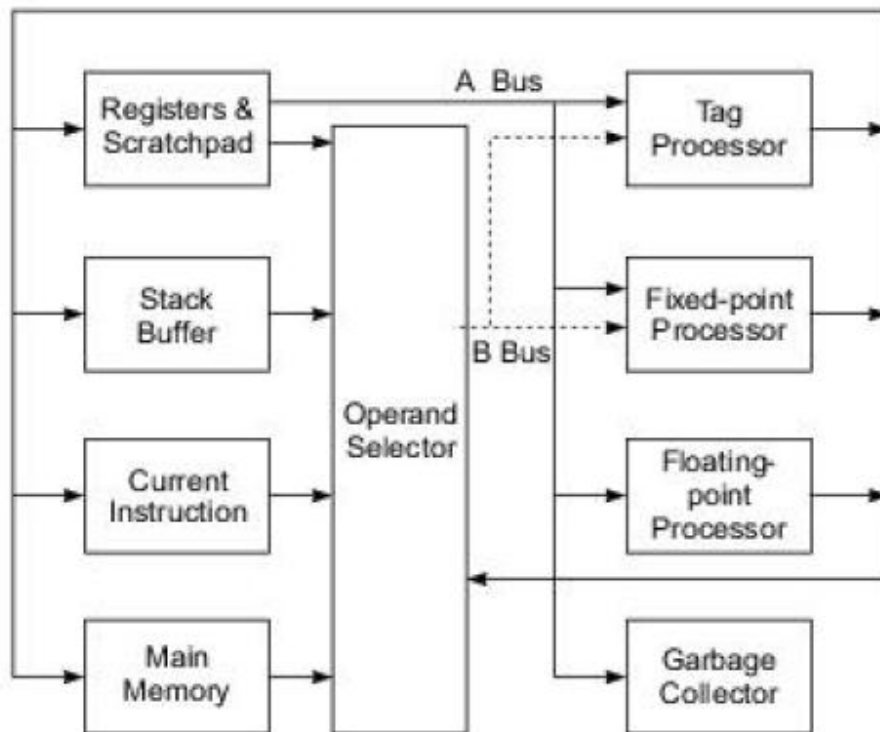 A Bus
Registers &
Scratchpad
Tag
Processor
Stack
Buffer
Fixed-point
Processor
B Bus
Operand
Selector
Current
Instruction
Floating-
point
Processor
Main
Memory
Garbage
Collector